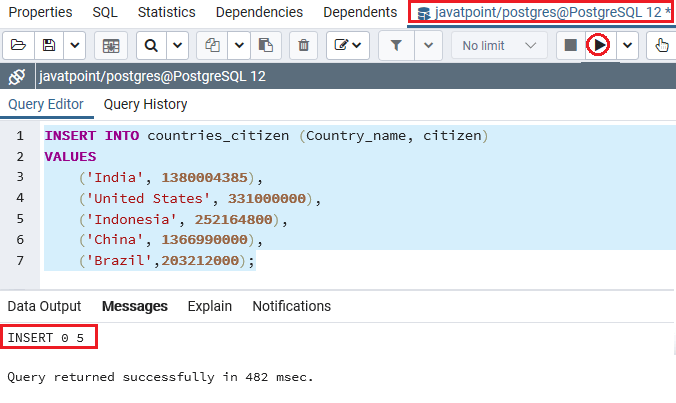 Properties SQL Statistics Dependencies Dependents javatpoint/postgres@PostgreSQL 12 *
No limit
javatpoint/postgres@PostgreSQL 12
Query Editor Query History
1 INSERT INTO countries_citizen (Country_name, citizen)
2 VALUES
3 ('India', 1380004385),
4 ('United States', 331000000),
5 ('Indonesia', 252164800),
6 ('China', 1366990000),
7 ('Brazil',203212000);
Data Output Messages Explain Notifications
INSERT 0 5
Query returned successfully in 482 msec.